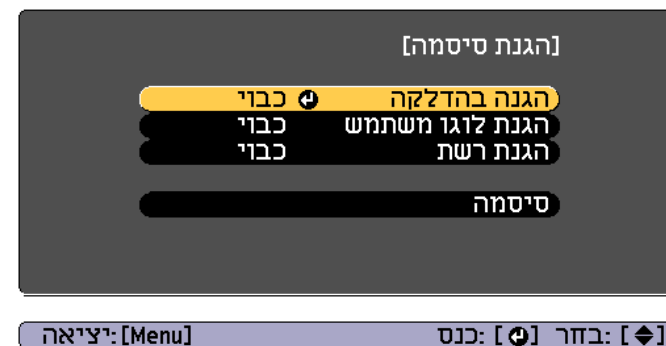 [הגנת סיסמה]
הגנה בהדלקה כבוי
הגנת לוגו משתמש כבוי
הגנת רשת כבוי
סיסמה
[◆] :בחר [↵] :כנס [Menu] :יציאה